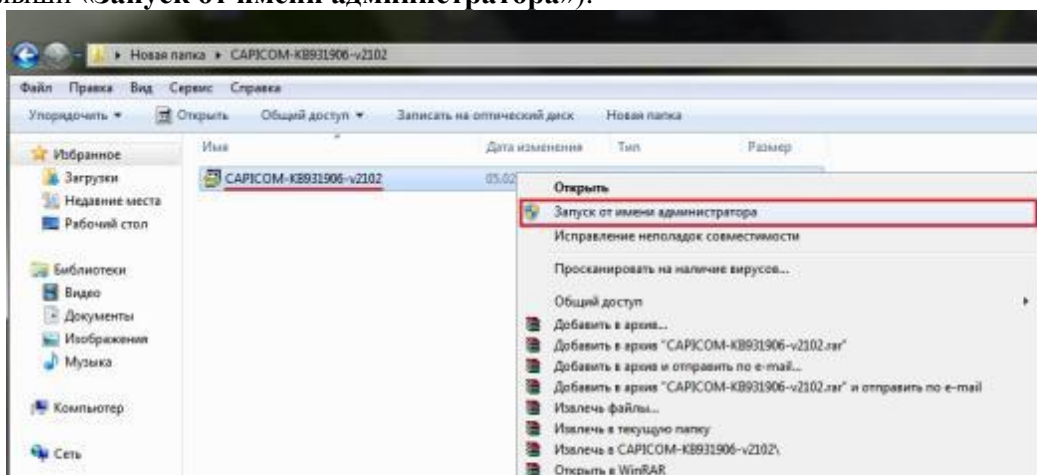 «Запуск от имени администратора»).
Новая папка ▸ CAPICOM-KB931906-v2102
Файл Правка Вид Сервис Справка
Упорядочить Открыть Общий доступ Записать на оптический диск Новая папка
Имя Дата изменения Тип Размер
Избранное
Загрузки
Недавние места
Рабочий стол
Библиотеки
Видео
Документы
Изображения
Музыка
Компьютер
Сеть
CAPICOM-KB931906-v2102 05.02
Открыть
Запуск от имени администратора
Исправление неполадок совместимости
Просканировать на наличие вирусов...
Общий доступ
Добавить в архив...
Добавить в архив "CAPICOM-KB931906-v2102.rar"
Добавить в архив и отправить по e-mail...
Добавить в архив "CAPICOM-KB931906-v2102.rar" и отправить по e-mail
Извлечь файлы...
Извлечь в текущую папку
Извлечь в CAPICOM-KB931906-v2102\
Открыть в WinRAR